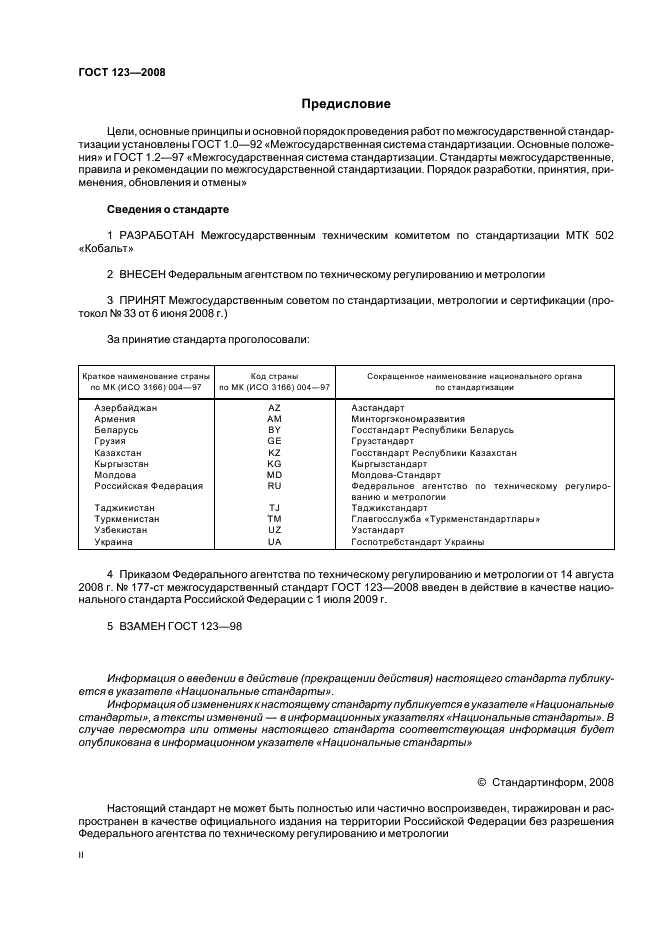 ГОСТ 123—2008
Предисловие
Цели, основные принципы и основной порядок проведения работ по межгосударственной стандар-
тизации установлены ГОСТ 1.0—92 «Межгосударственная система стандартизации. Основные положе-
ния» и ГОСТ 1.2—97 «Межгосударственная система стандартизации. Стандарты межгосударственные,
правила и рекомендации по межгосударственной стандартизации. Порядок разработки, принятия, при-
менения, обновления и отмены»
Сведения о стандарте
1 РАЗРАБОТАН Межгосударственным техническим комитетом по стандартизации МТК 502
«Кобальт»
2 ВНЕСЕН Федеральным агентством по техническому регулированию и метрологии
3 ПРИНЯТ Межгосударственным советом по стандартизации, метрологии и сертификации (про-
токол № 33 от 6 июня 2008 г.)
За принятие стандарта проголосовали:
Краткое наименование страны Код страны Сокращенное наименование национального органа
по МК (ИСО 3166) 004—97 по МК (ИСО 3166) 004—97 по стандартизации
Азербайджан AZ Азстандарт
Армения AM Минторгэкономразвития
Беларусь BY Госстандарт Республики Беларусь
Грузия GE Грузстандарт
Казахстан KZ Госстандарт Республики Казахстан
Кыргызстан KG Кыргызстандарт
Молдова MD Молдова-Стандарт
Российская Федерация RU Федеральное агентство по техническому регулиро-
ванию и метрологии
Таджикистан TJ Таджикстандарт
Туркменистан TM Главгосслужба «Туркменстандартлары»
Узбекистан UZ Узстандарт
Украина UA Госпотребстандарт Украины
4 Приказом Федерального агентства по техническому регулированию и метрологии от 14 августа
2008 г. № 177-ст межгосударственный стандарт ГОСТ 123—2008 введен в действие в качестве нацио-
нального стандарта Российской Федерации с 1 июля 2009 г.
5 ВЗАМЕН ГОСТ 123—98
Информация о введении в действие (прекращении действия) настоящего стандарта публику-
ется в указателе «Национальные стандарты».
Информация об изменениях к настоящему стандарту публикуется в указателе «Национальные
стандарты», а тексты изменений — в информационных указателях «Национальные стандарты». В
случае пересмотра или отмены настоящего стандарта соответствующая информация будет
опубликована в информационном указателе «Национальные стандарты»
© Стандартинформ, 2008
Настоящий стандарт не может быть полностью или частично воспроизведен, тиражирован и рас-
пространен в качестве официального издания на территории Российской Федерации без разрешения
Федерального агентства по техническому регулированию и метрологии
II